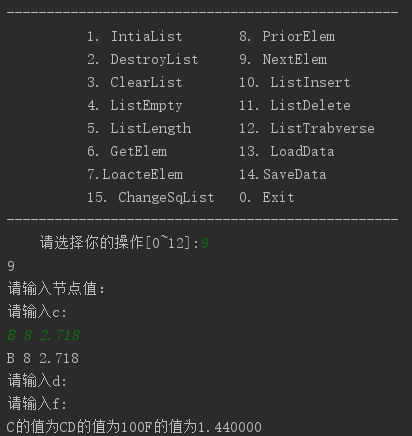 1. IntiaList 8. PriorElem
2. DestroyList 9. NextElem
3. ClearList 10. ListInsert
4. ListEmpty 11. ListDelete
5. ListLength 12. ListTrabverse
6. GetElem 13. LoadData
7.LoacteElem 14.SaveData
15. ChangeSqList 0. Exit
请选择你的操作[0~12]:9
9
请输入节点值:
请输入c:
B 8 2.718
B 8 2.718
请输入d:
请输入f:
C的值为CD的值为100F的值为1.440000